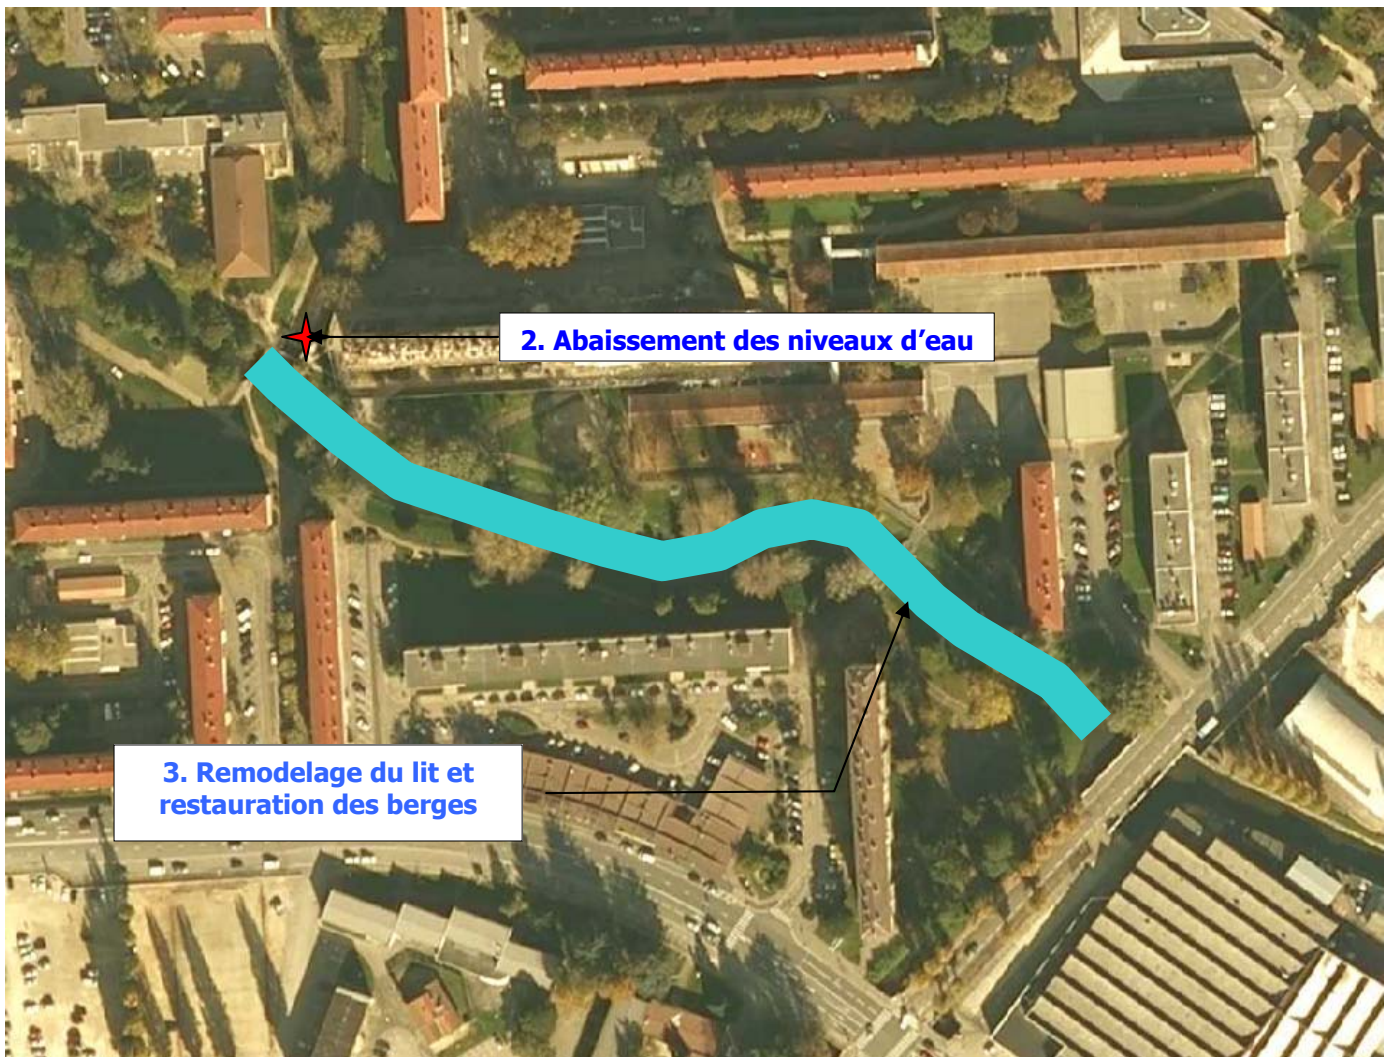 2. Abaissement des niveaux d’eau
3. Remodelage du lit et
restauration des berges